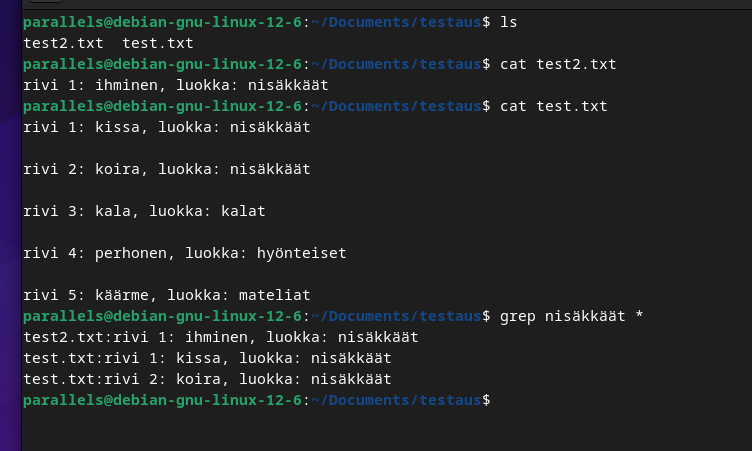 parallels@debian-gnu-linux-12-6:~/Documents/testaus$ ls
test2.txt  test.txt
parallels@debian-gnu-linux-12-6:~/Documents/testaus$ cat test2.txt
rivi 1: ihminen, luokka: nisäkkäät
parallels@debian-gnu-linux-12-6:~/Documents/testaus$ cat test.txt
rivi 1: kissa, luokka: nisäkkäät
rivi 2: koira, luokka: nisäkkäät
rivi 3: kala, luokka: kalat
rivi 4: perhonen, luokka: hyönteiset
rivi 5: käärme, luokka: mateliat
parallels@debian-gnu-linux-12-6:~/Documents/testaus$ grep nisäkkäät *
test2.txt:rivi 1: ihminen, luokka: nisäkkäät
test.txt:rivi 1: kissa, luokka: nisäkkäät
test.txt:rivi 2: koira, luokka: nisäkkäät
parallels@debian-gnu-linux-12-6:~/Documents/testaus$